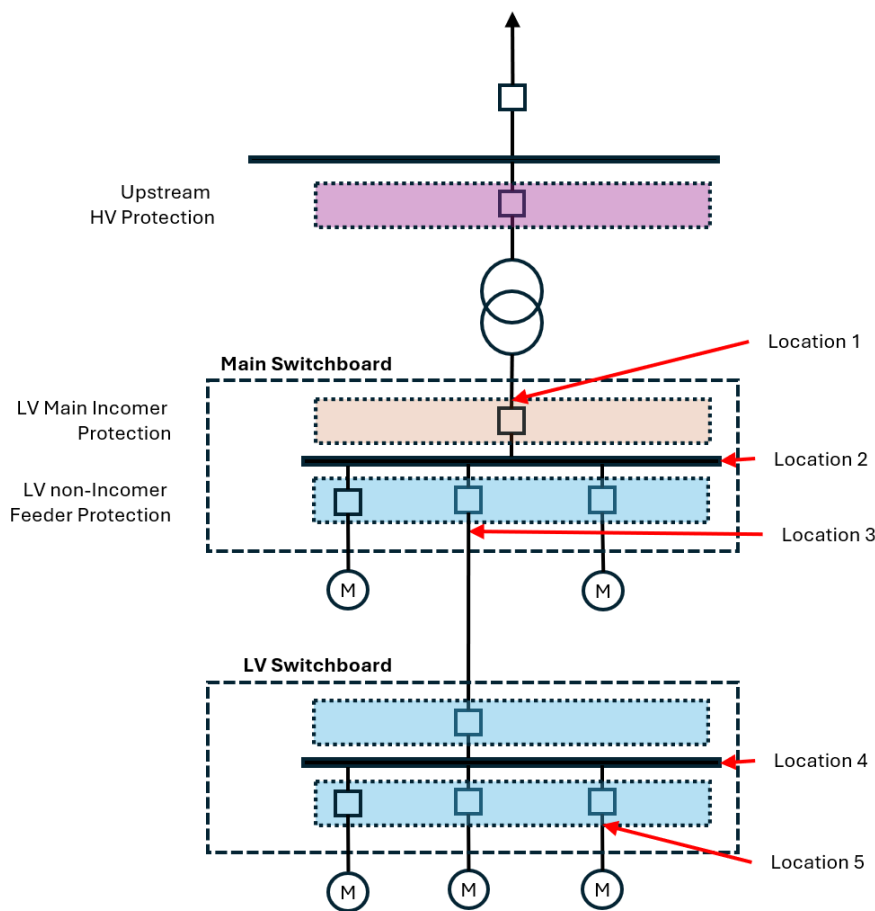 Upstream
HV Protection
Location 1
Main Switchboard
LV Main Incomer
Protection
Location 2
LV non-Incomer
Feeder Protection
Location 3
M
M
LV Switchboard
Location 4
Location 5
M
M
M